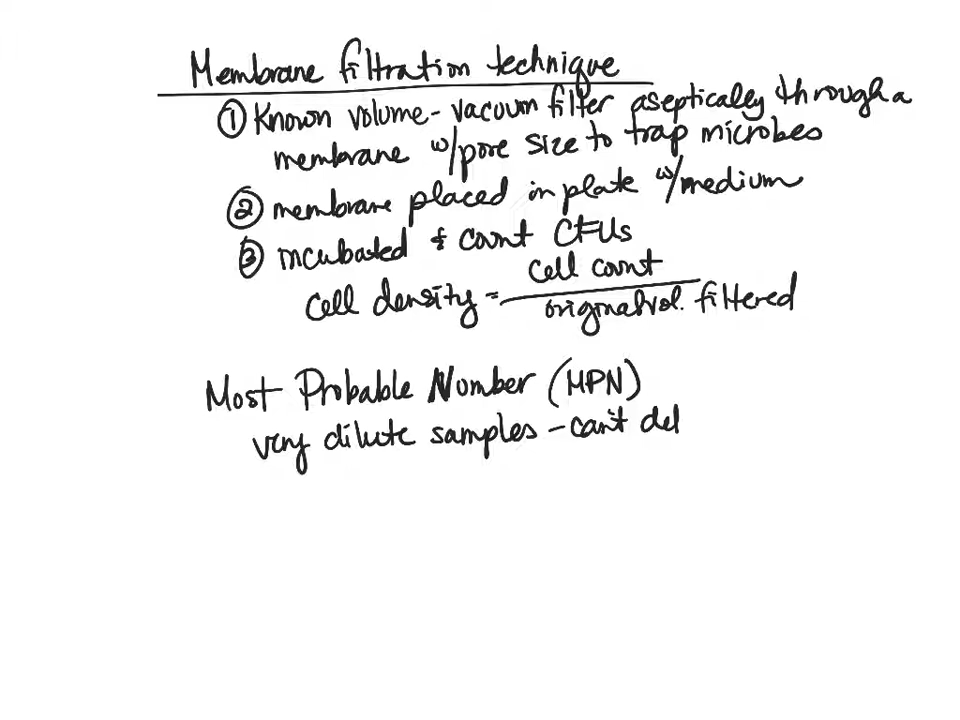 Membrane filtration technique
① Known volume - vacuum filter aseptically through a
membrane w/pore size to trap microbes
② membrane placed in plate w/medium
③ incubated & count CFUs
cell density = cell count
original vol. filtered
Most Probable Number (MPN)
very dilute samples - can't del